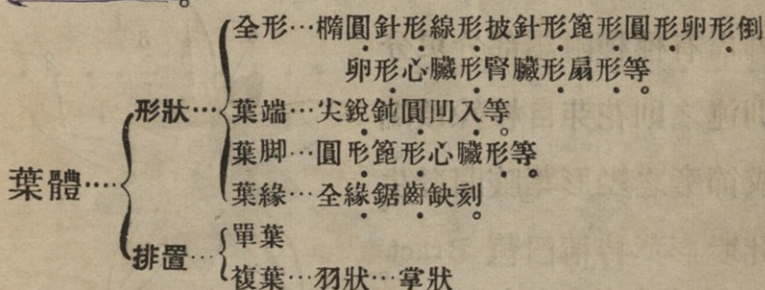 全形…橢圓針形線形披針形篦形圓形卵形倒
卵形心臟形腎臟形扇形等。
形狀…葉端…尖銳鈍圓凹入等。
葉脚…圓形篦形心臟形等。
葉體…
葉緣…全緣鋸齒缺刻。
排置…單葉
複葉…羽狀…掌狀